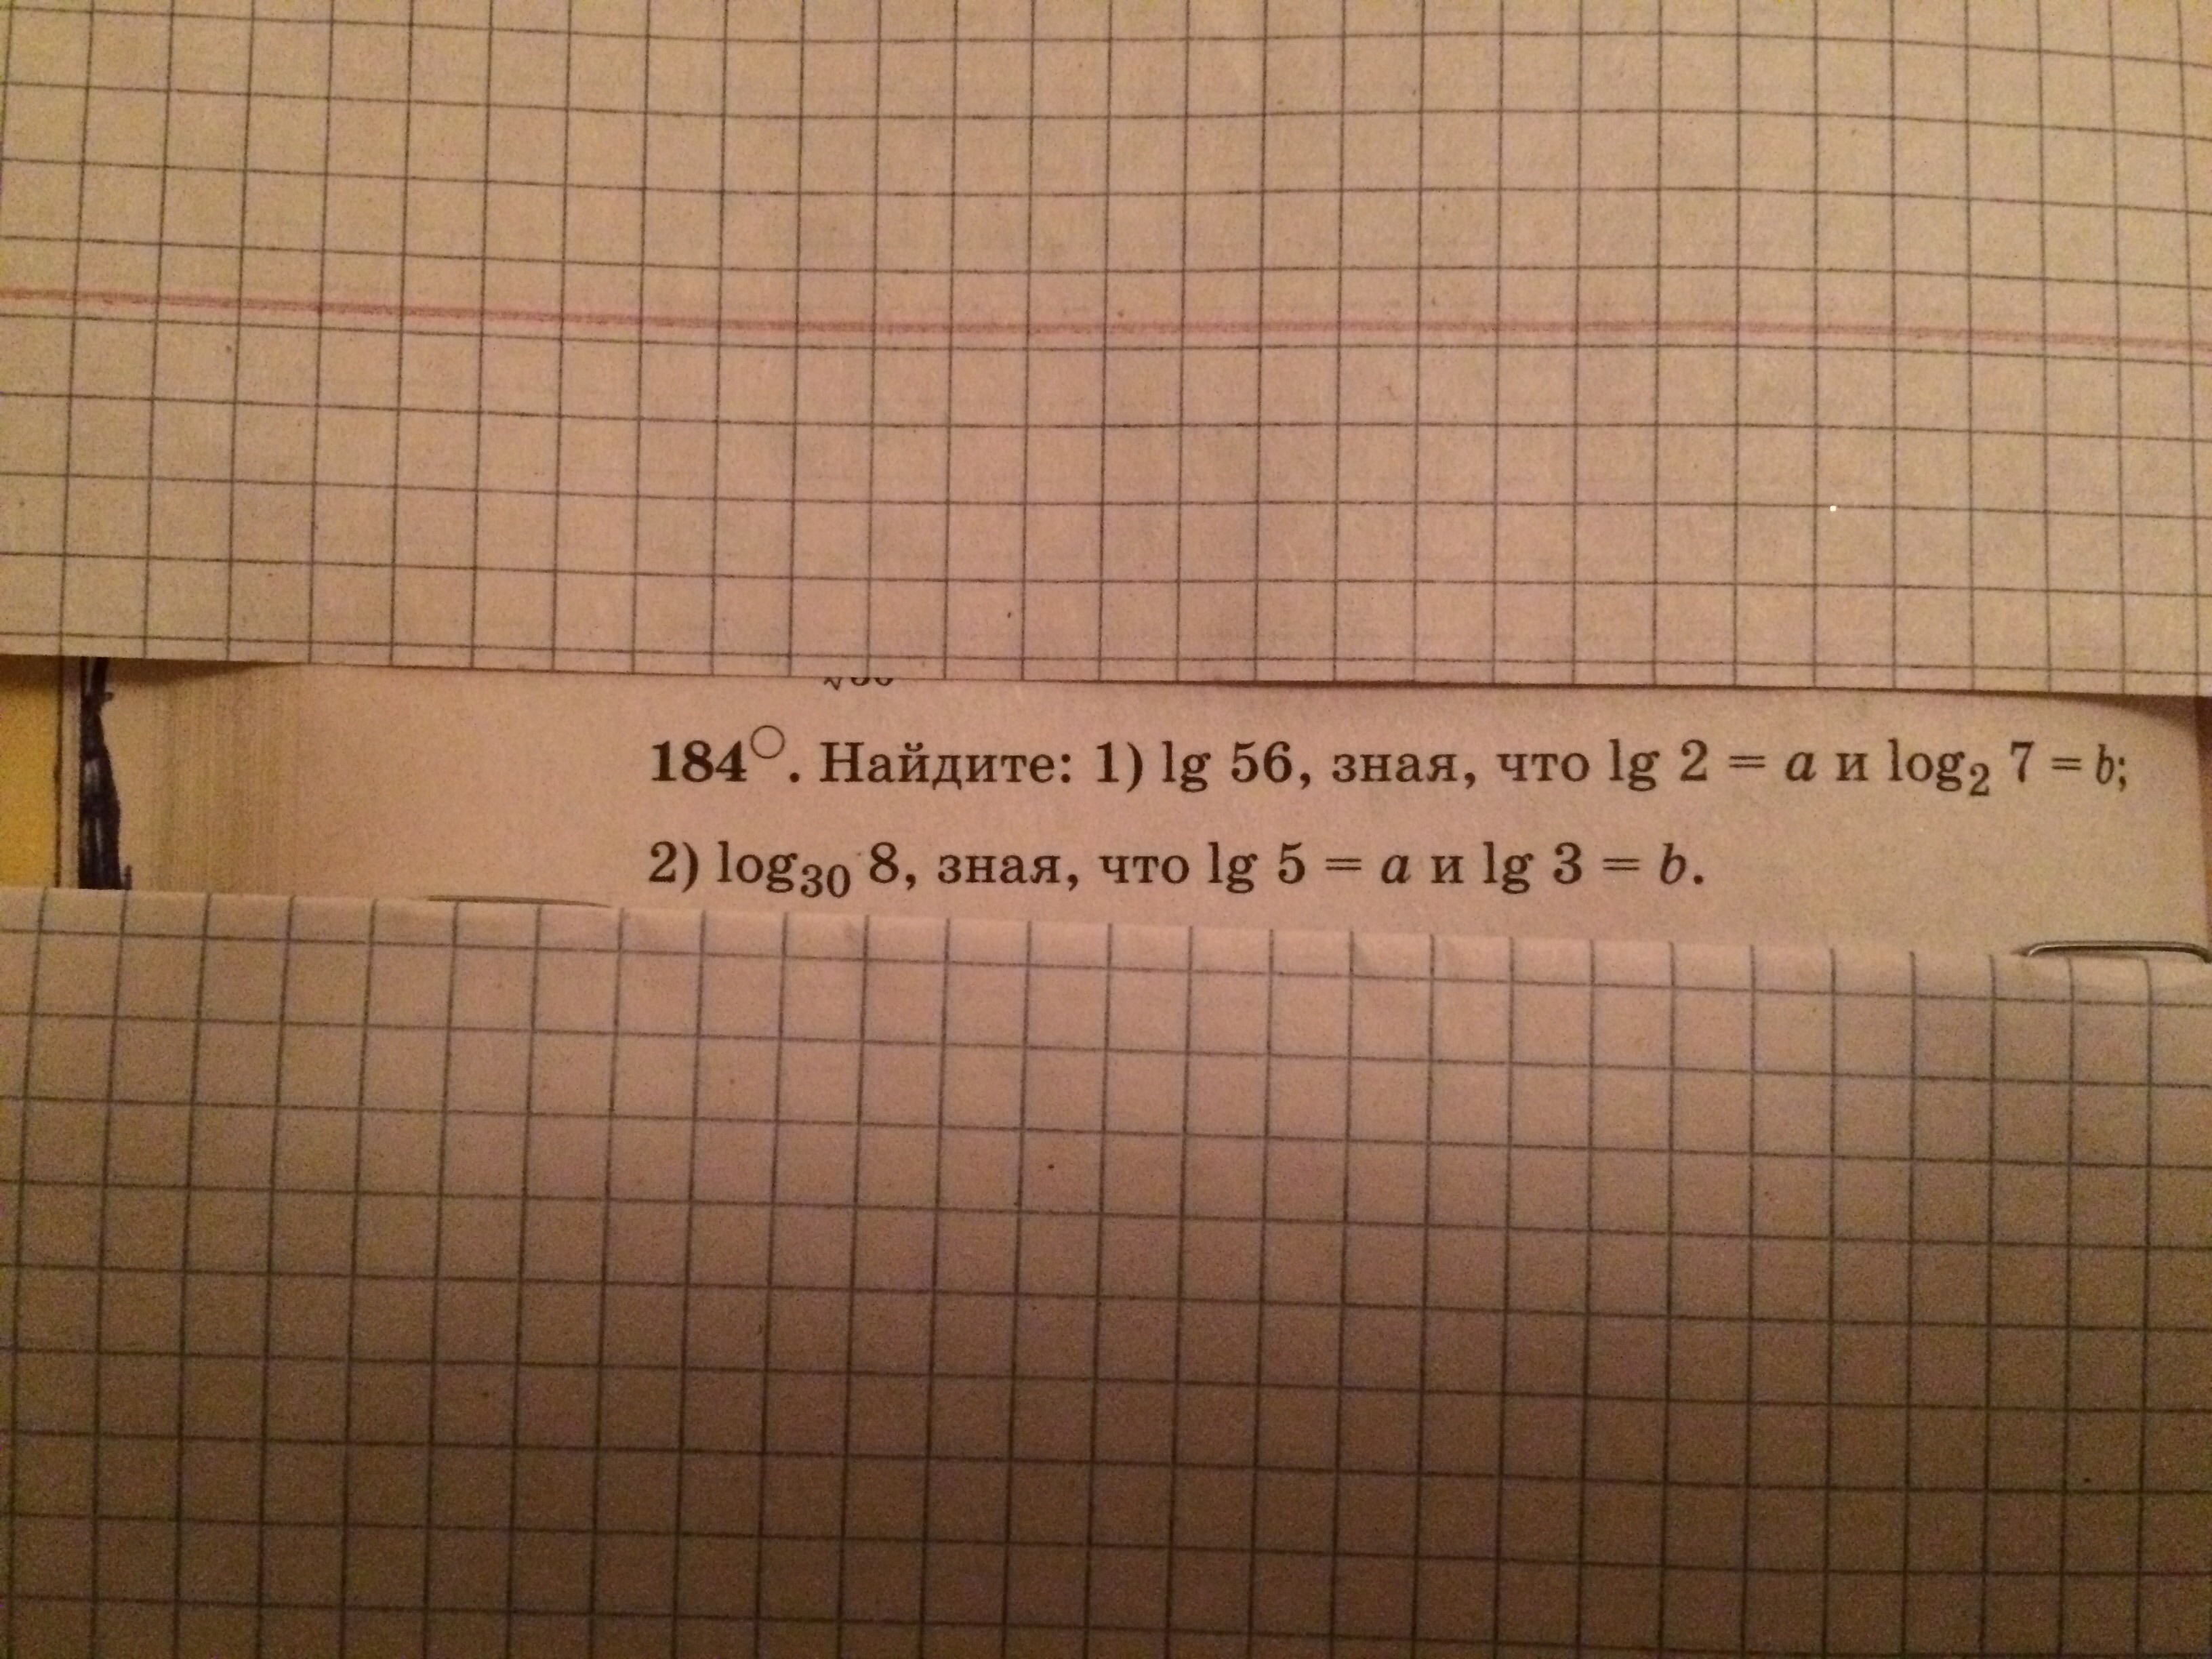 184°. Найдите: 1) lg 56, зная, что lg 2 = a и log₂ 7 = b;
2) log₃₀ 8, зная, что lg 5 = a и lg 3 = b.